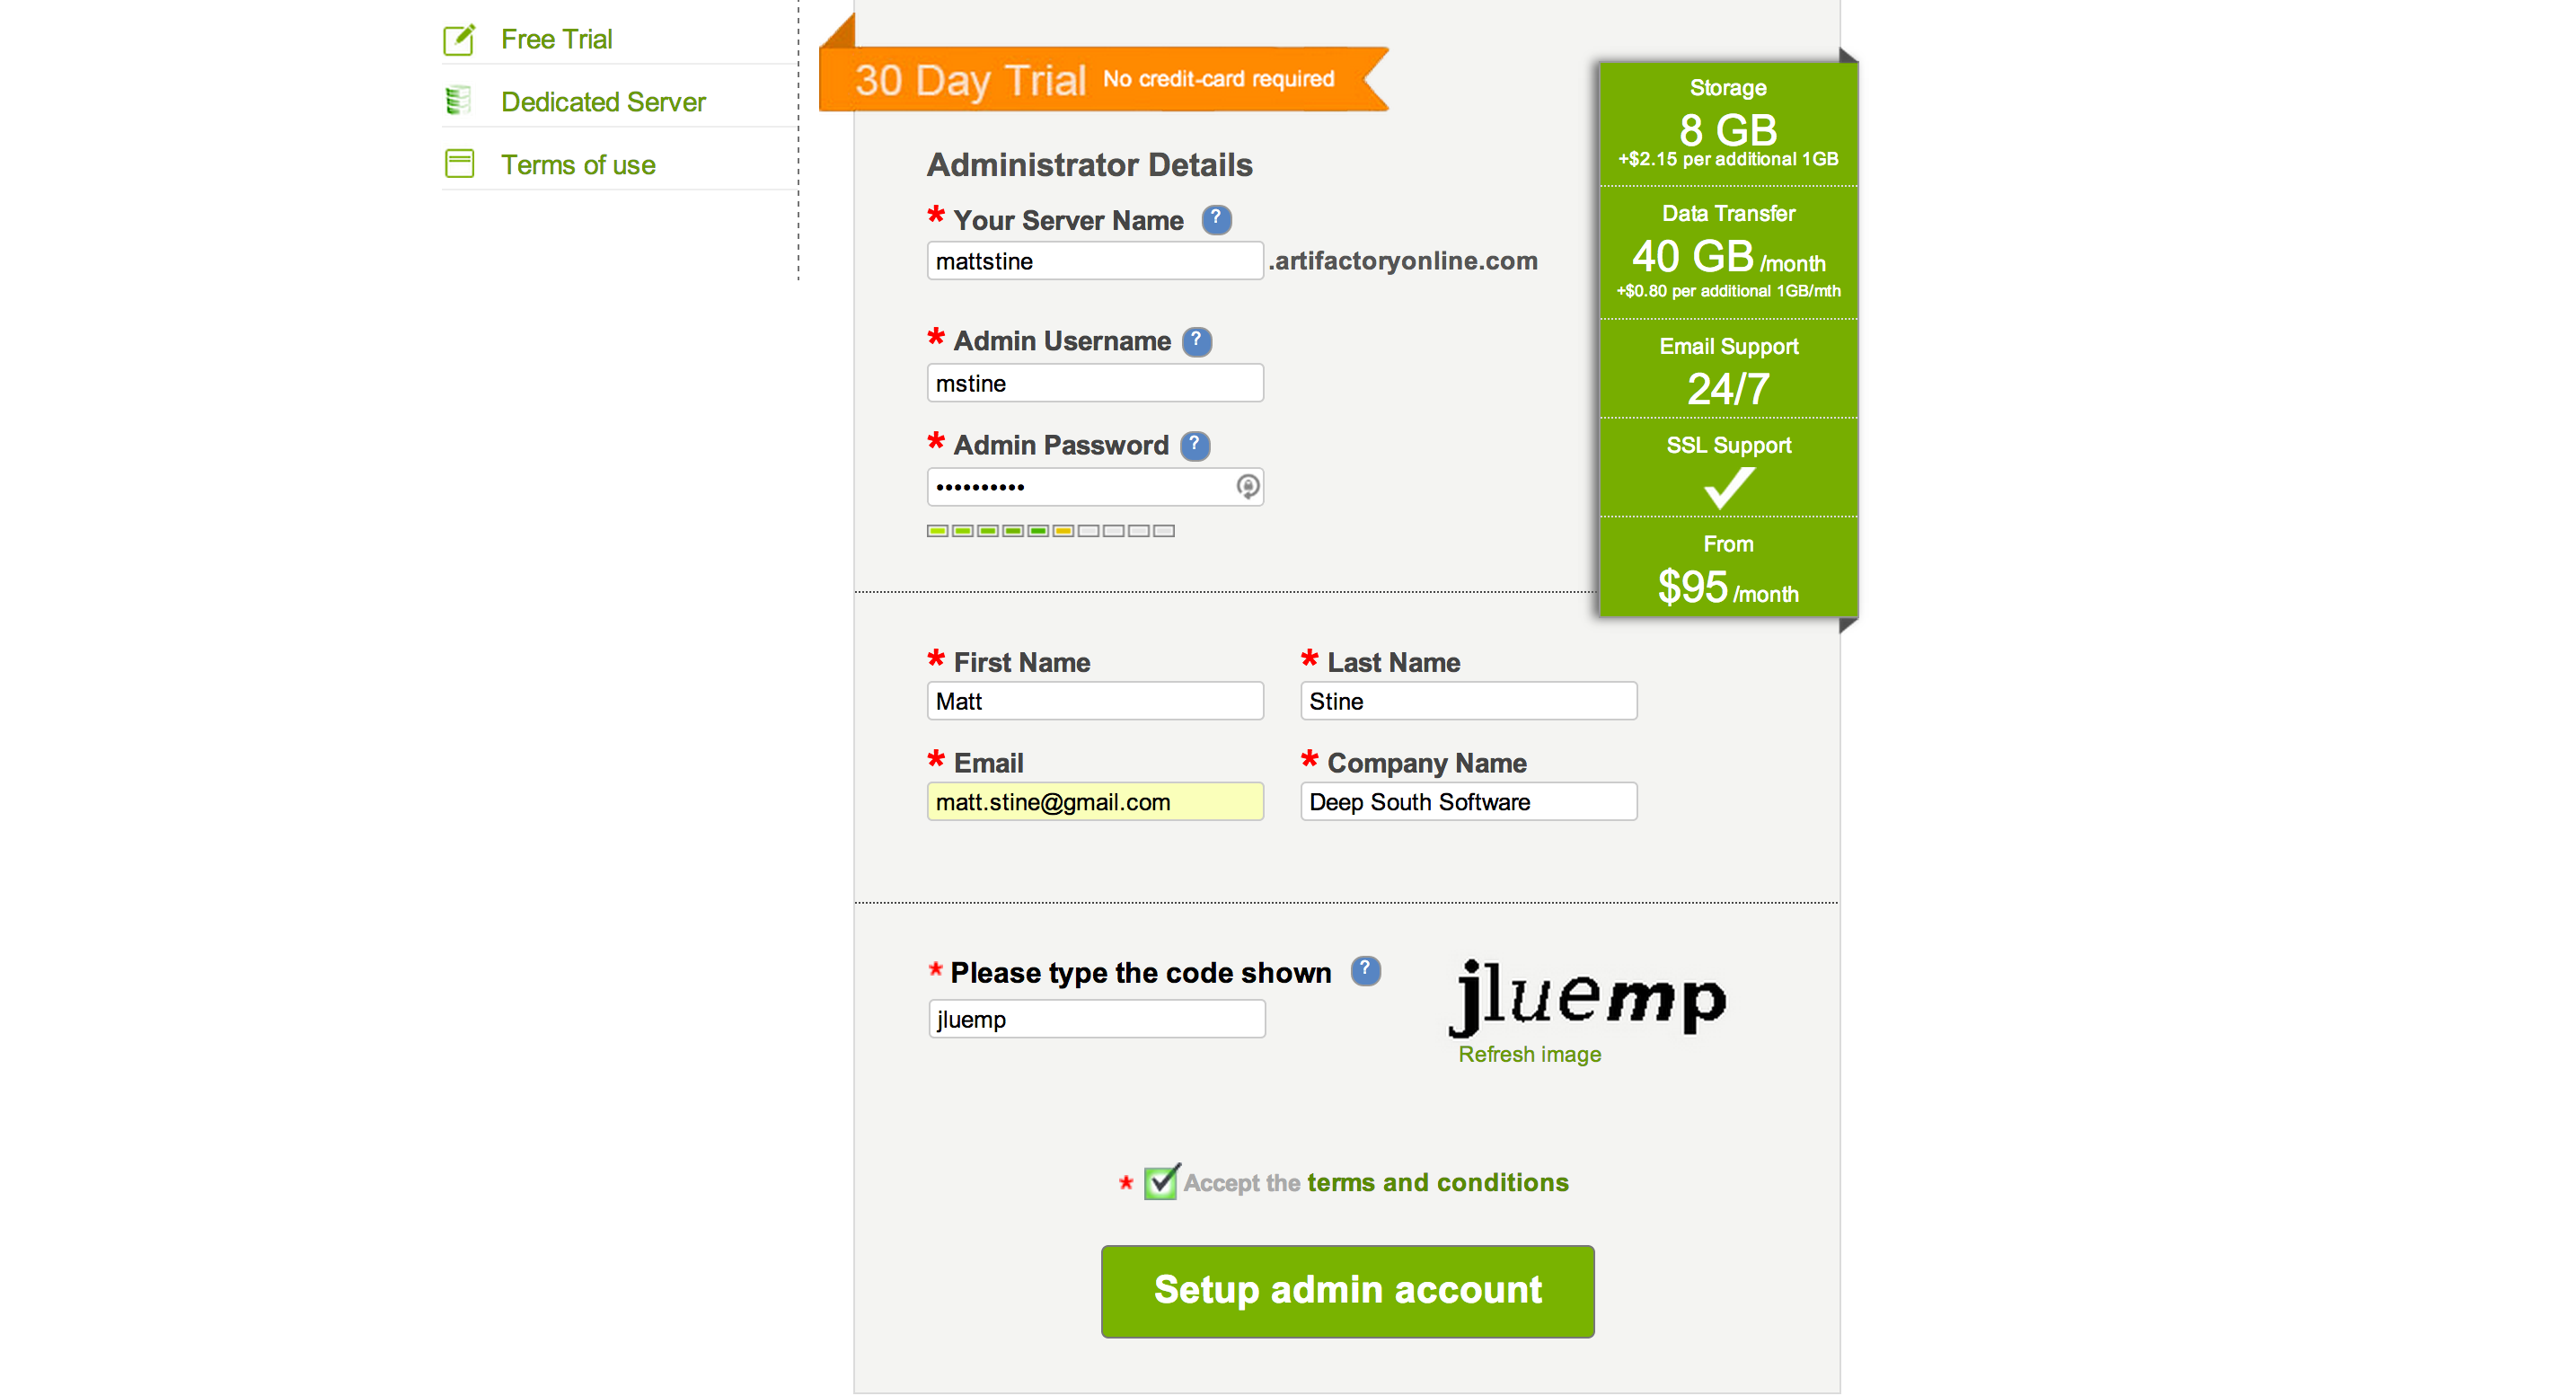 Free Trial
Dedicated Server
Terms of use
30 Day Trial No credit-card required
Administrator Details
* Your Server Name ?
mattstine .artifactoryonline.com
* Admin Username ?
mstine
* Admin Password ?
••••••••••
Storage
8 GB
+$2.15 per additional 1GB
Data Transfer
40 GB /month
+$0.80 per additional 1GB/mth
Email Support
24/7
SSL Support
From
$95 /month
* First Name * Last Name
Matt Stine
* Email * Company Name
matt.stine@gmail.com Deep South Software
* Please type the code shown ?
jluemp
jluemp
Refresh image
* Accept the terms and conditions
Setup admin account